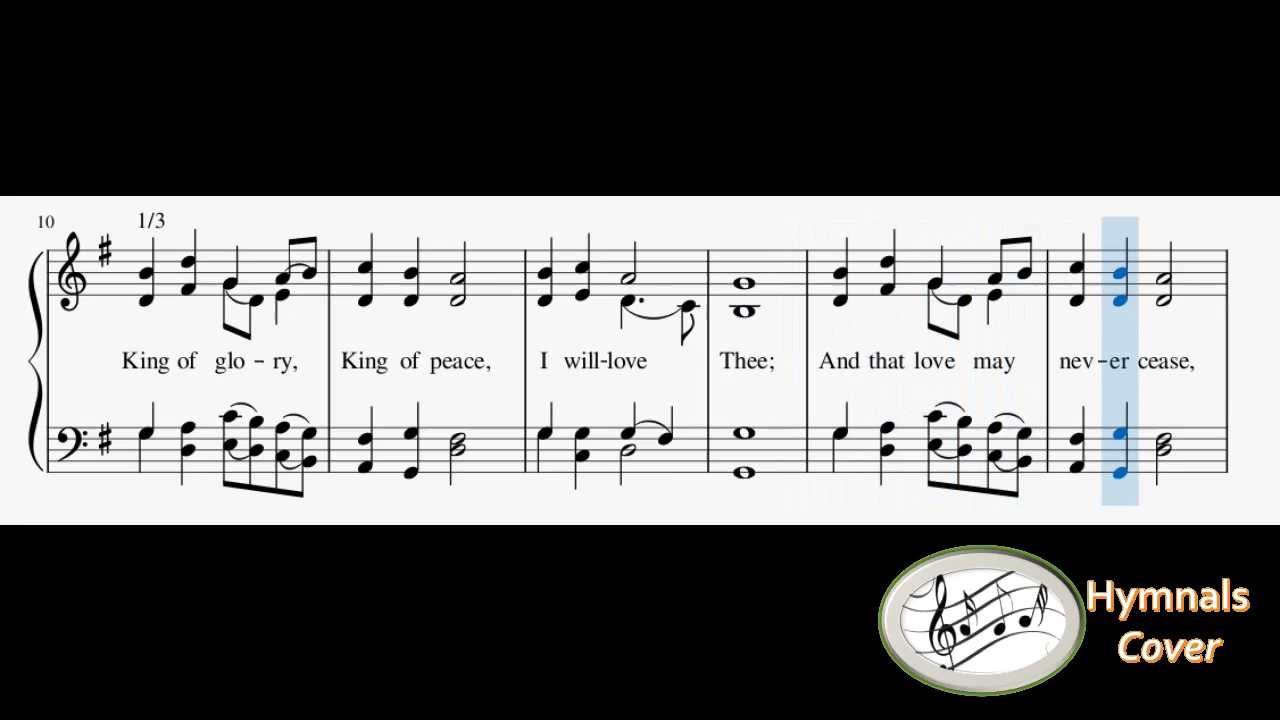 10 1/3
King of glo - ry, King of peace, I will-love Thee; And that love may nev-er cease,
Hymnals
Cover